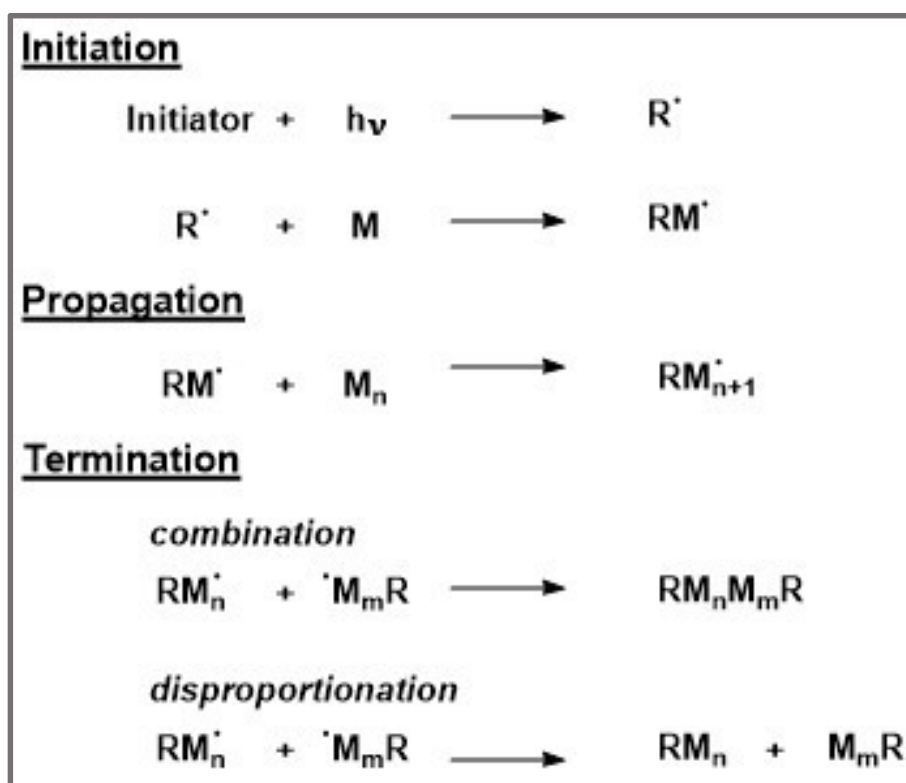 Initiation
Initiator + hν ⟶ R˙
R˙ + M ⟶ RM˙
Propagation
RM˙ + Mₙ ⟶ RM˙ₙ₊₁
Termination
combination
RM˙ₙ + ˙MₘR ⟶ RMₙMₘR
disproportionation
RM˙ₙ + ˙MₘR ⟶ RMₙ + MₘR